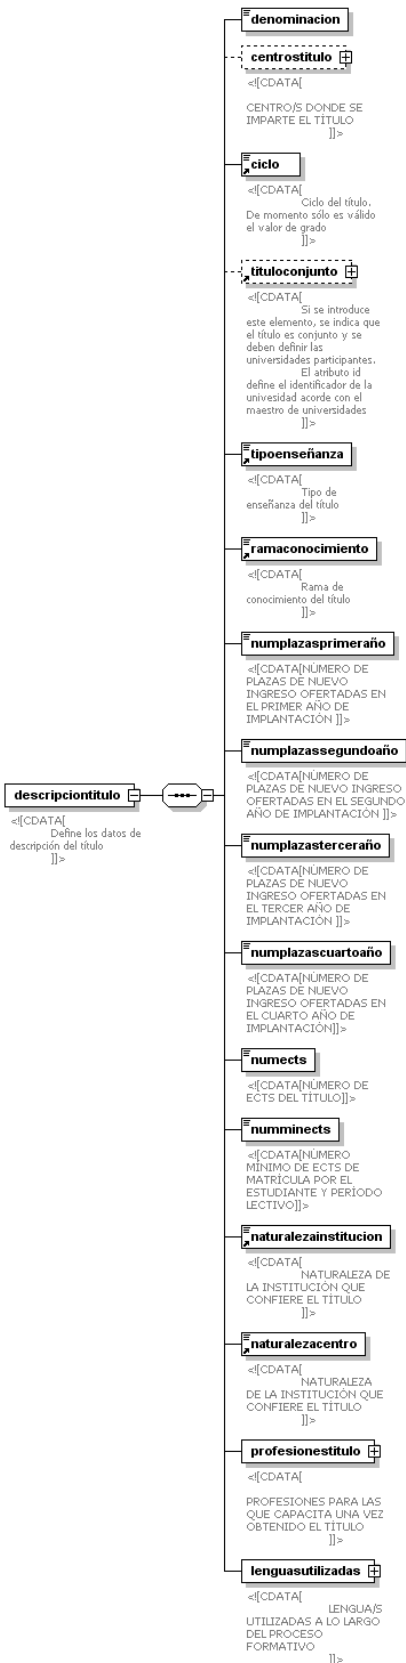 denominacion
centrostitulo
<![CDATA[
CENTRO/S DONDE SE
IMPARTE EL TÍTULO
]]>
ciclo
<![CDATA[
Ciclo del título.
De momento sólo es válido
el valor de grado
]]>
tituloconjunto
<![CDATA[
Si se introduce
este elemento, se indica que
el título es conjunto y se
deben definir las
universidades participantes.
El atributo id
define el identificador de la
univesidad acorde con el
maestro de universidades
]]>
tipoenseñanza
<![CDATA[
Tipo de
enseñanza del título
]]>
ramaconocimiento
<![CDATA[
Rama de
conocimiento del título
]]>
numplazasprimeraño
<![CDATA[NÚMERO DE
PLAZAS DE NUEVO
INGRESO OFERTADAS EN
EL PRIMER AÑO DE
IMPLANTACIÓN ]]>
numplazassegundoaño
<![CDATA[NÚMERO DE
PLAZAS DE NUEVO INGRESO
OFERTADAS EN EL SEGUNDO
AÑO DE IMPLANTACIÓN ]]>
descripciontitulo
<![CDATA[
Define los datos de
descripción del título
]]>
numplazasterceraño
<![CDATA[NÚMERO DE
PLAZAS DE NUEVO
INGRESO OFERTADAS EN
EL TERCER AÑO DE
IMPLANTACIÓN ]]>
numplazascuartoaño
<![CDATA[NÚMERO DE
PLAZAS DE NUEVO
INGRESO OFERTADAS EN
EL CUARTO AÑO DE
IMPLANTACIÓN]]>
numects
<![CDATA[NÚMERO DE
ECTS DEL TÍTULO]]>
numminects
<![CDATA[NÚMERO
MÍNIMO DE ECTS DE
MATRÍCULA POR EL
ESTUDIANTE Y PERÍODO
LECTIVO]]>
naturalezainstitucion
<![CDATA[
NATURALEZA DE
LA INSTITUCIÓN QUE
CONFIERE EL TÍTULO
]]>
naturalezacentro
<![CDATA[
NATURALEZA
DE LA INSTITUCIÓN QUE
CONFIERE EL TÍTULO
]]>
profesionestitulo
<![CDATA[
PROFESIONES PARA LAS
QUE CAPACITA UNA VEZ
OBTENIDO EL TÍTULO
]]>
lenguasutilizadas
<![CDATA[
LENGUA/S
UTILIZADAS A LO LARGO
DEL PROCESO
FORMATIVO
]]>